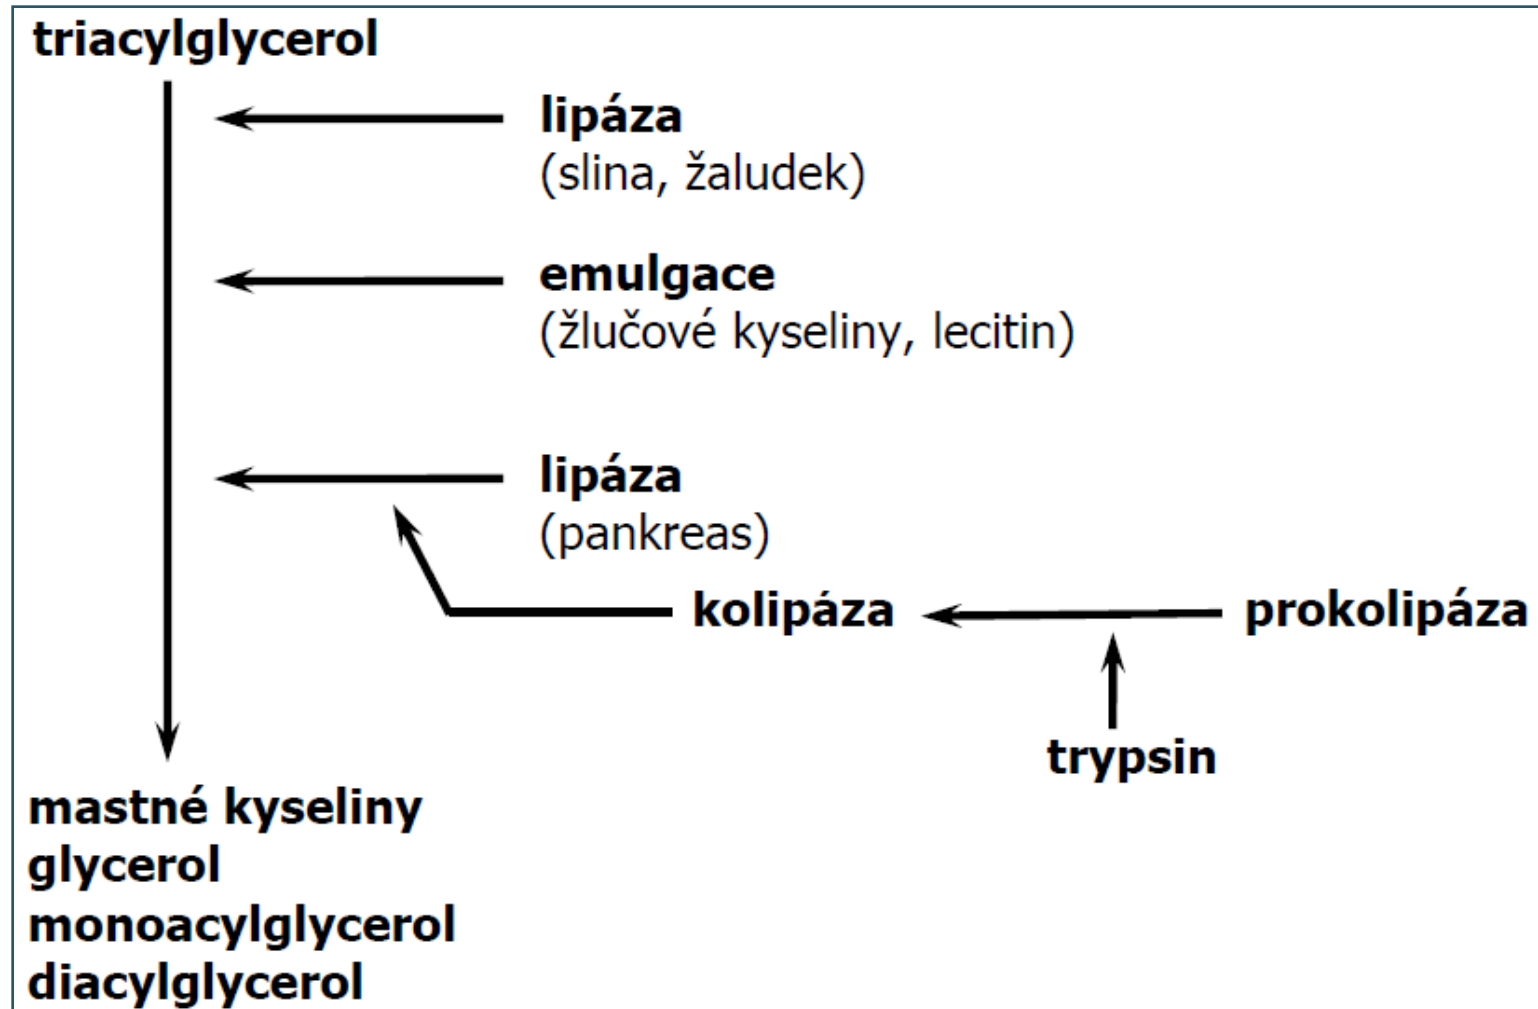 triacylglycerol
lipáza
(slina, žaludek)
emulgace
(žlučové kyseliny, lecitin)
lipáza
(pankreas)
kolipáza
prokolipáza
trypsin
mastné kyseliny
glycerol
monoacylglycerol
diacylglycerol